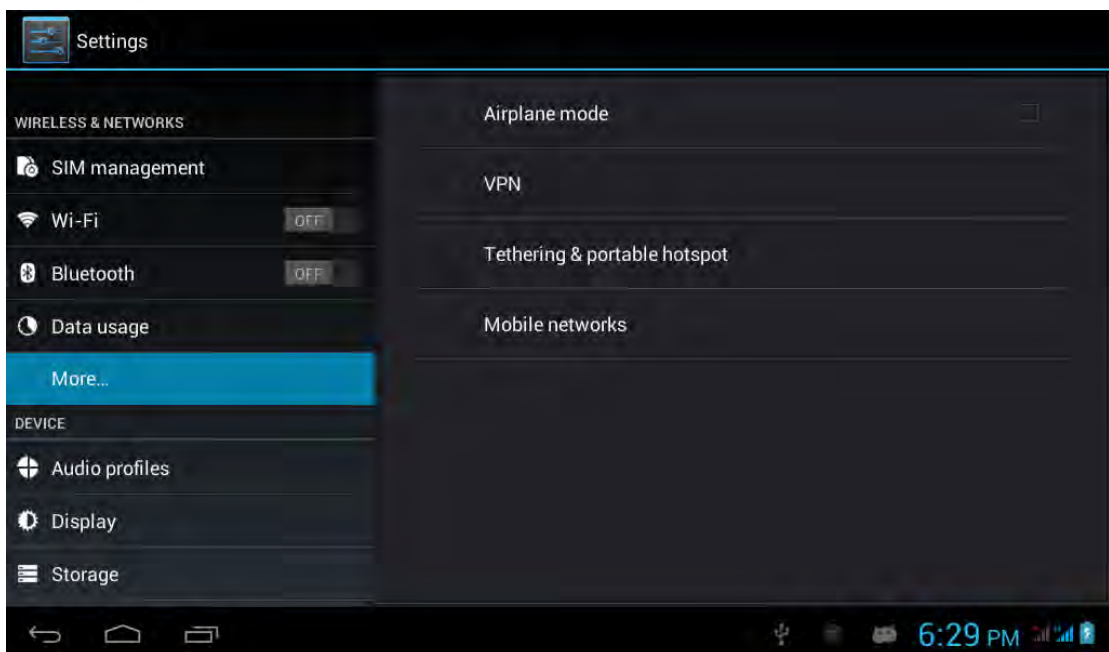 Settings
WIRELESS & NETWORKS
SIM management
Wi-Fi
OFF
Bluetooth
OFF
Data usage
More...
DEVICE
Audio profiles
Display
Storage
Airplane mode
VPN
Tethering & portable hotspot
Mobile networks
6:29 PM